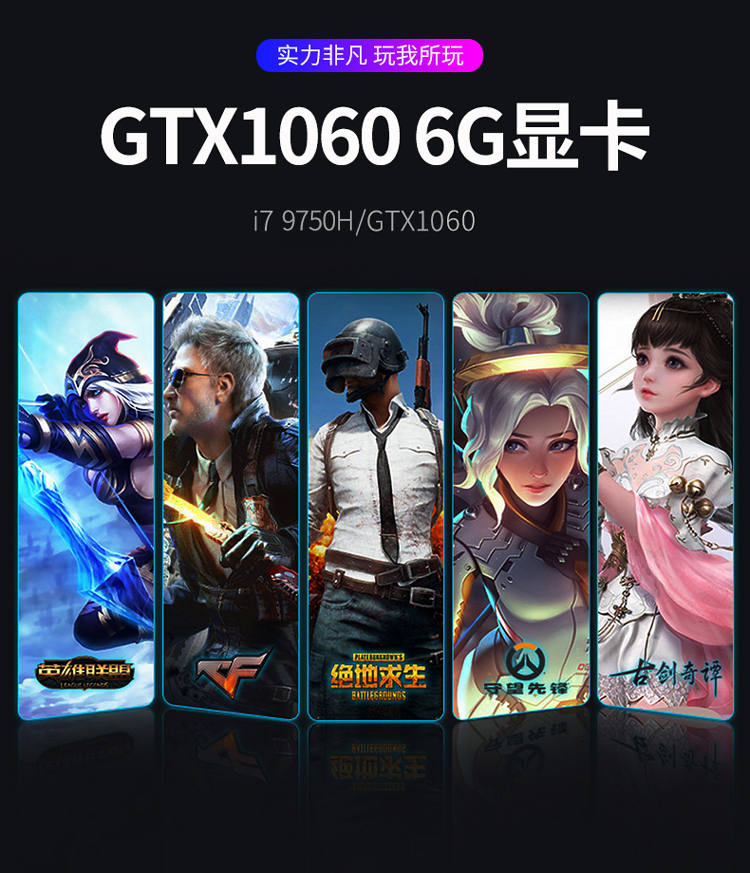 实力非凡 玩我所玩
GTX1060 6G显卡
i7 9750H/GTX1060
英雄联盟
LEAGUE LEGENDS
CF
PLAYERUNKNOWN'S
绝地求生
BATTLEGROUNDS
守望先锋
古剑奇谭